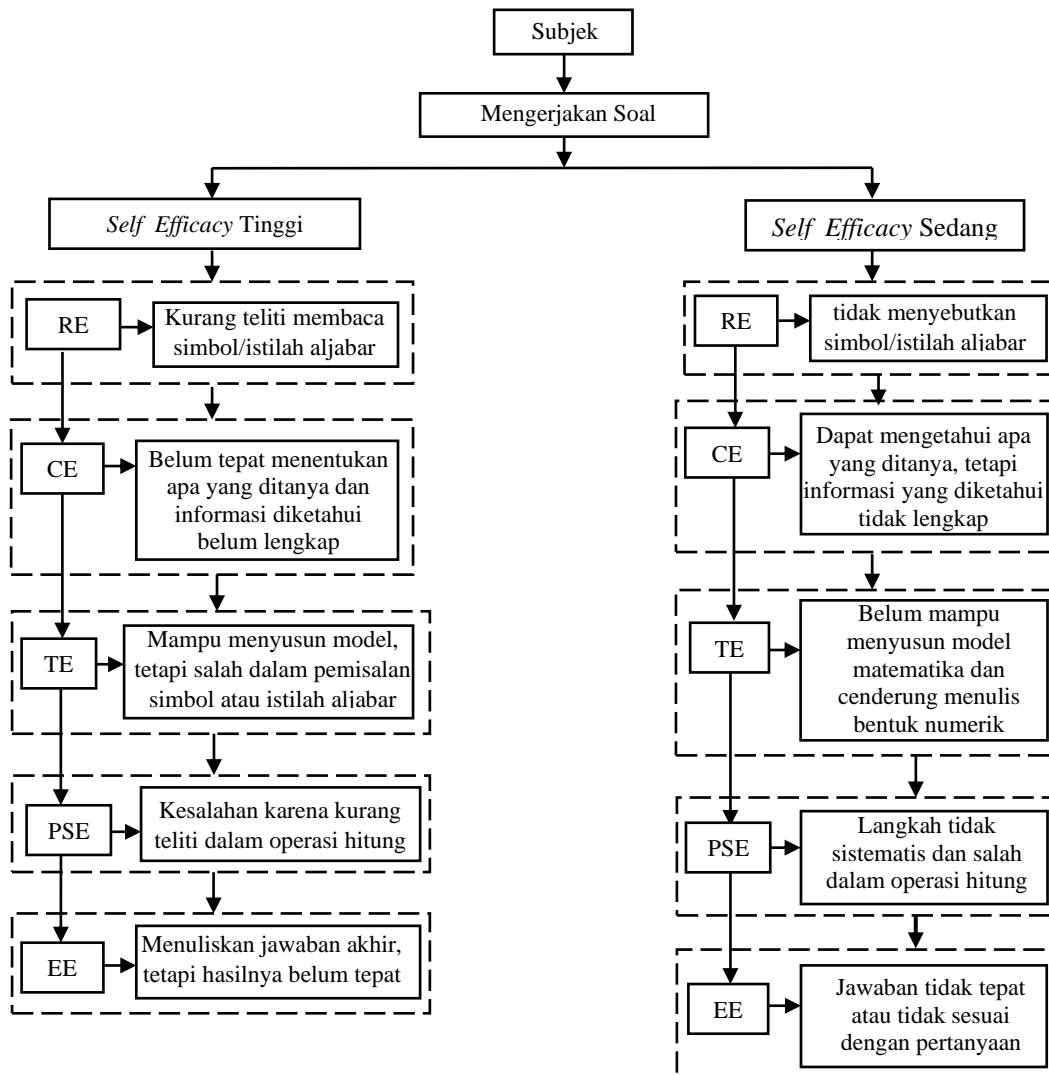 Subjek
Mengerjakan Soal
Self Efficacy Tinggi
RE
Kurang teliti membaca
simbol/istilah aljabar
CE
Belum tepat menentukan
apa yang ditanya dan
informasi diketahui
belum lengkap
TE
Mampu menyusun model,
tetapi salah dalam pemisalan
simbol atau istilah aljabar
PSE
Kesalahan karena kurang
teliti dalam operasi hitung
EE
Menuliskan jawaban akhir,
tetapi hasilnya belum tepat
Self Efficacy Sedang
RE
tidak menyebutkan
simbol/istilah aljabar
CE
Dapat mengetahui apa
yang ditanya, tetapi
informasi yang diketahui
tidak lengkap
TE
Belum mampu
menyusun model
matematika dan
cenderung menulis
bentuk numerik
PSE
Langkah tidak
sistematis dan salah
dalam operasi hitung
EE
Jawaban tidak tepat
atau tidak sesuai
dengan pertanyaan